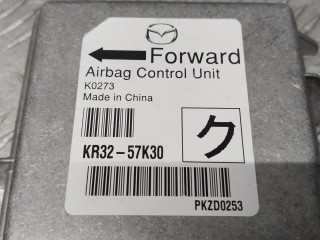 Forward
Airbag Control Unit
K0273
Made in China
KR32-57K30
ク
PKZD0253